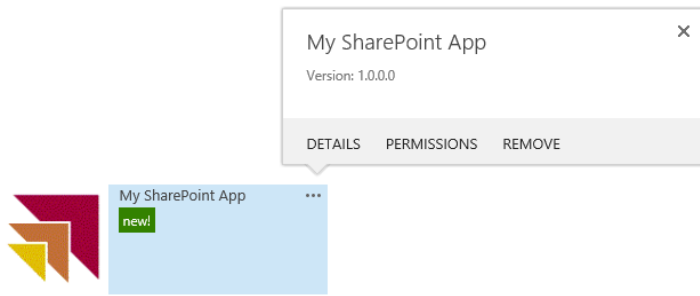 My SharePoint App
Version: 1.0.0.0
DETAILS PERMISSIONS REMOVE
My SharePoint App
new!